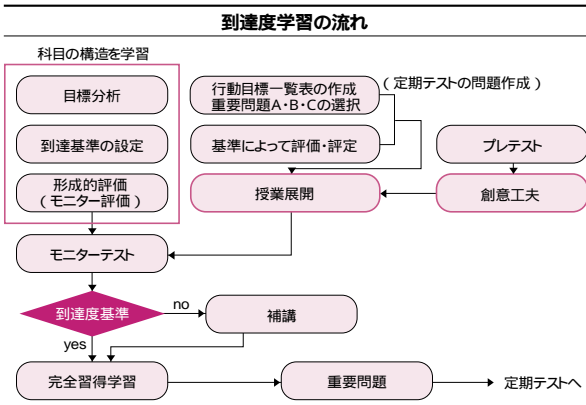 到達度学習の流れ
科目の構造を学習
目標分析
到達基準の設定
形成的評価
(モニター評価)
行動目標一覧表の作成
重要問題A・B・Cの選択
(定期テストの問題作成)
基準によって評価・評定
プレテスト
授業展開
創意工夫
モニターテスト
到達度基準
no
補講
yes
完全習得学習
重要問題
定期テストへ